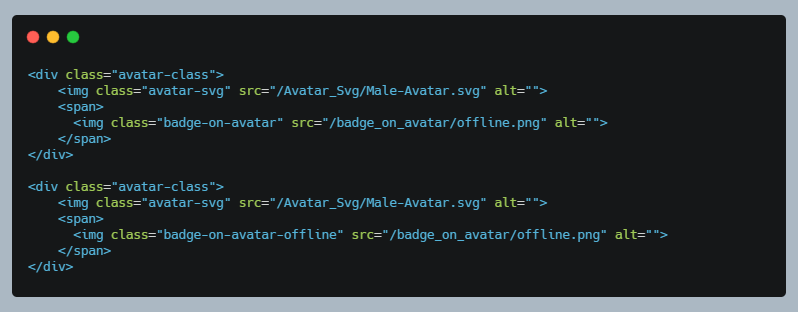 <div class="avatar-class">
    <img class="avatar-svg" src="/Avatar_Svg/Male-Avatar.svg" alt="">
    <span>
      <img class="badge-on-avatar" src="/badge_on_avatar/offline.png" alt="">
    </span>
</div>

<div class="avatar-class">
    <img class="avatar-svg" src="/Avatar_Svg/Male-Avatar.svg" alt="">
    <span>
      <img class="badge-on-avatar-offline" src="/badge_on_avatar/offline.png" alt="">
    </span>
</div>